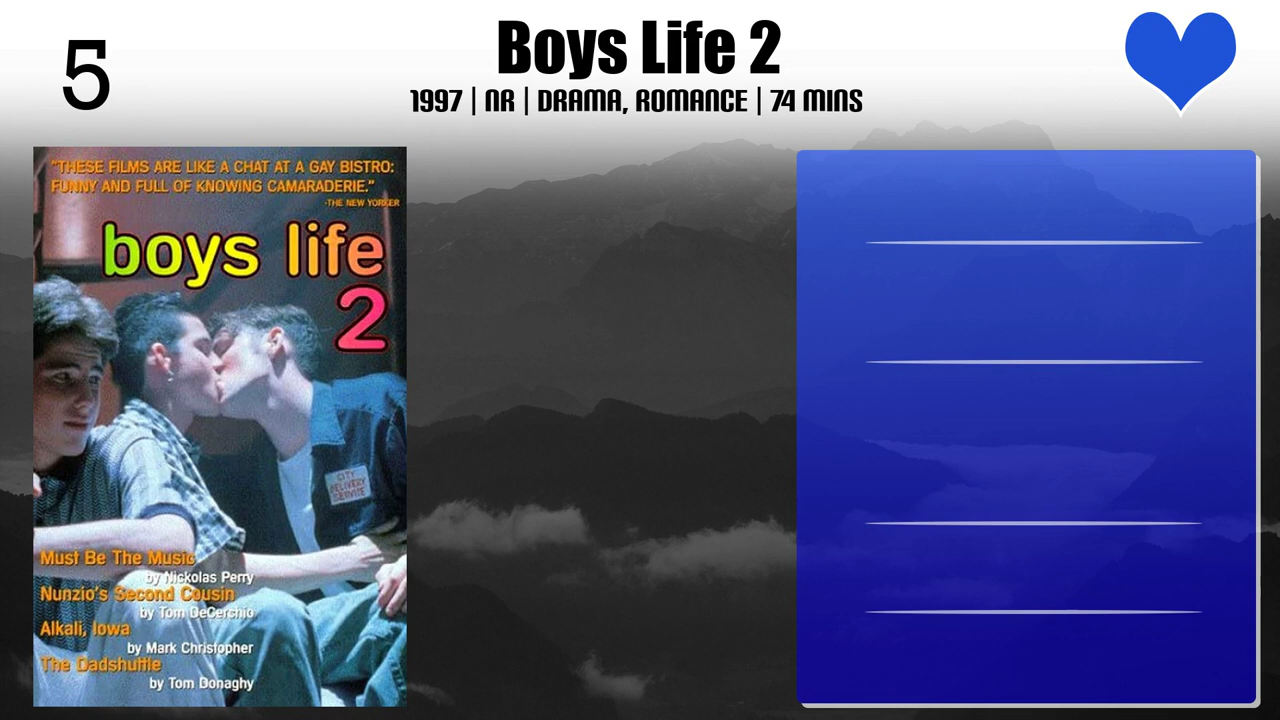 5
Boys Life 2
1997 | NR | DRAMA, ROMANCE | 74 MINS
"THESE FILMS ARE LIKE A CHAT AT A GAY BISTRO:
FUNNY AND FULL OF KNOWING CAMARADERIE."
-THE NEW YORKER
boys life
2
CITY
DELIVERY
SERVICE
Must Be The Music
by Nickolas Perry
Nunzio's Second Cousin
by Tom DeCerchio
Alkali, Iowa
by Mark Christopher
The Dadshuttle
by Tom Donaghy